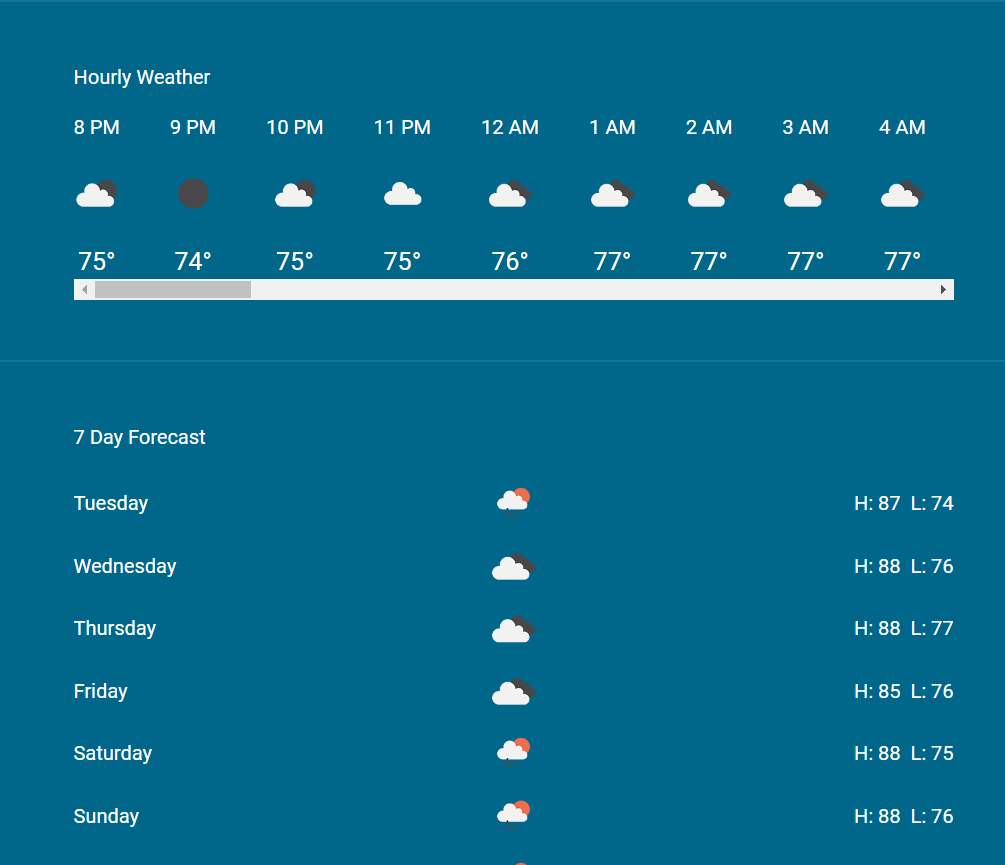 Hourly Weather
8 PM 9 PM 10 PM 11 PM 12 AM 1 AM 2 AM 3 AM 4 AM
75° 74° 75° 75° 76° 77° 77° 77° 77°
7 Day Forecast
Tuesday H: 87 L: 74
Wednesday H: 88 L: 76
Thursday H: 88 L: 77
Friday H: 85 L: 76
Saturday H: 88 L: 75
Sunday H: 88 L: 76